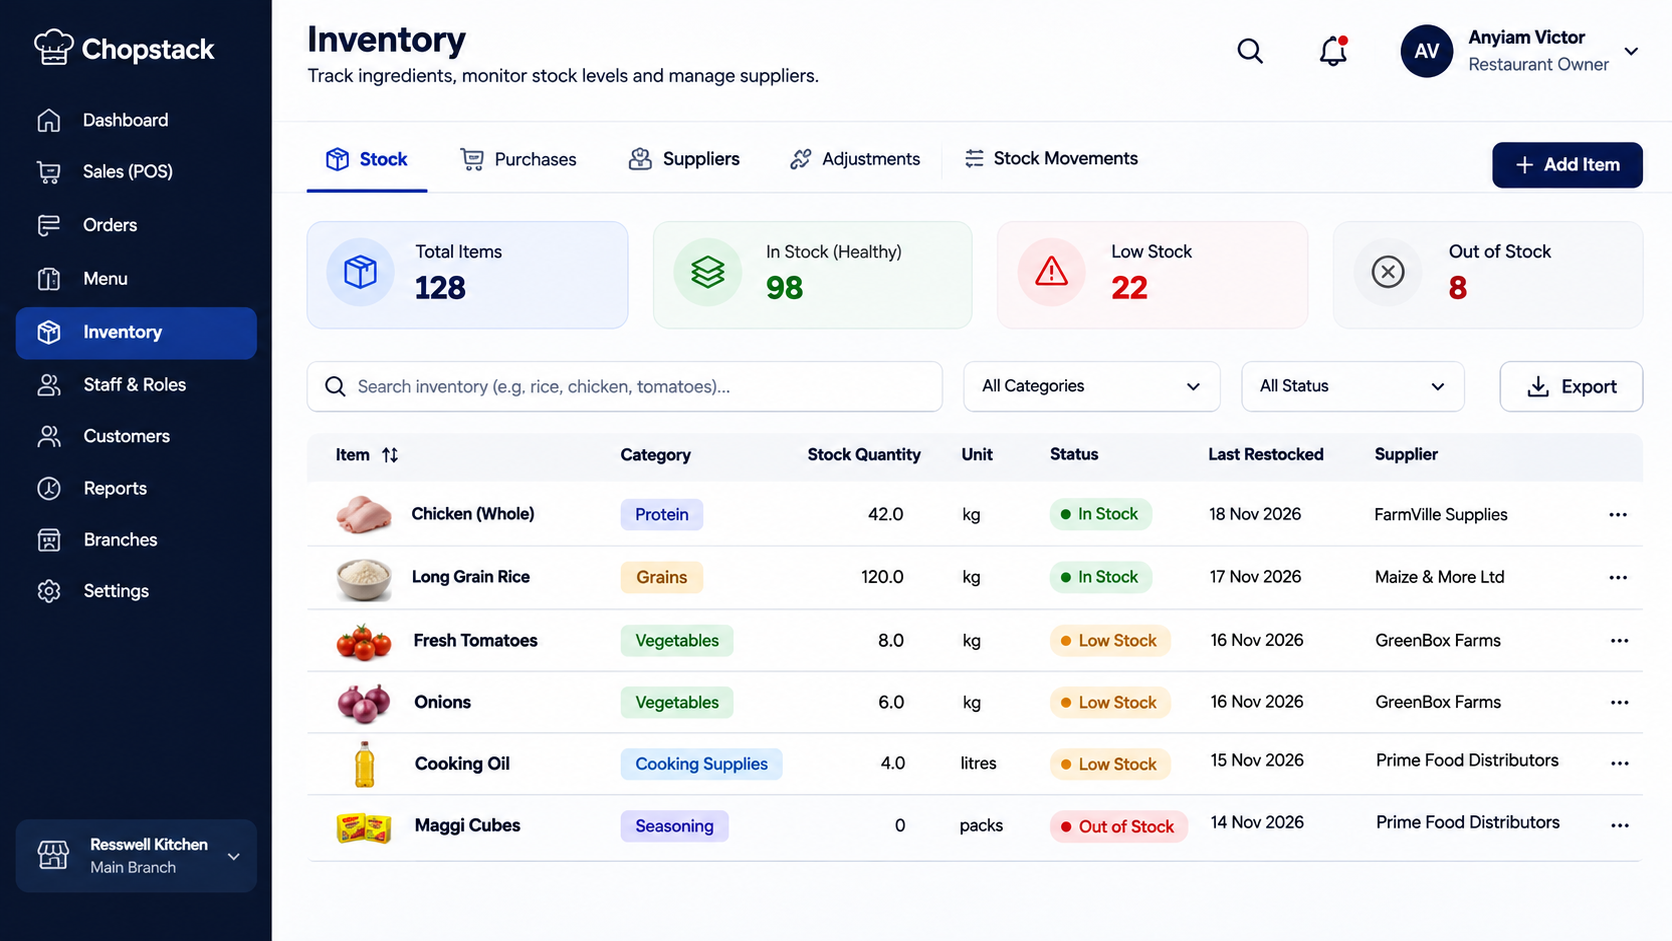 Chopstack
Dashboard
Sales (POS)
Orders
Menu
Inventory
Staff & Roles
Customers
Reports
Branches
Settings
Resswell Kitchen
Main Branch
Inventory
Track ingredients, monitor stock levels and manage suppliers.
AV
Anyiam Victor
Restaurant Owner
Stock
Purchases
Suppliers
Adjustments
Stock Movements
+ Add Item
Total Items
128
In Stock (Healthy)
98
Low Stock
22
Out of Stock
8
Search inventory (e.g, rice, chicken, tomatoes)...
All Categories
All Status
Export
Item Category Stock Quantity Unit Status Last Restocked Supplier
Chicken (Whole) Protein 42.0 kg In Stock 18 Nov 2026 FarmVille Supplies
Long Grain Rice Grains 120.0 kg In Stock 17 Nov 2026 Maize & More Ltd
Fresh Tomatoes Vegetables 8.0 kg Low Stock 16 Nov 2026 GreenBox Farms
Onions Vegetables 6.0 kg Low Stock 16 Nov 2026 GreenBox Farms
Cooking Oil Cooking Supplies 4.0 litres Low Stock 15 Nov 2026 Prime Food Distributors
Maggi Cubes Seasoning 0 packs Out of Stock 14 Nov 2026 Prime Food Distributors